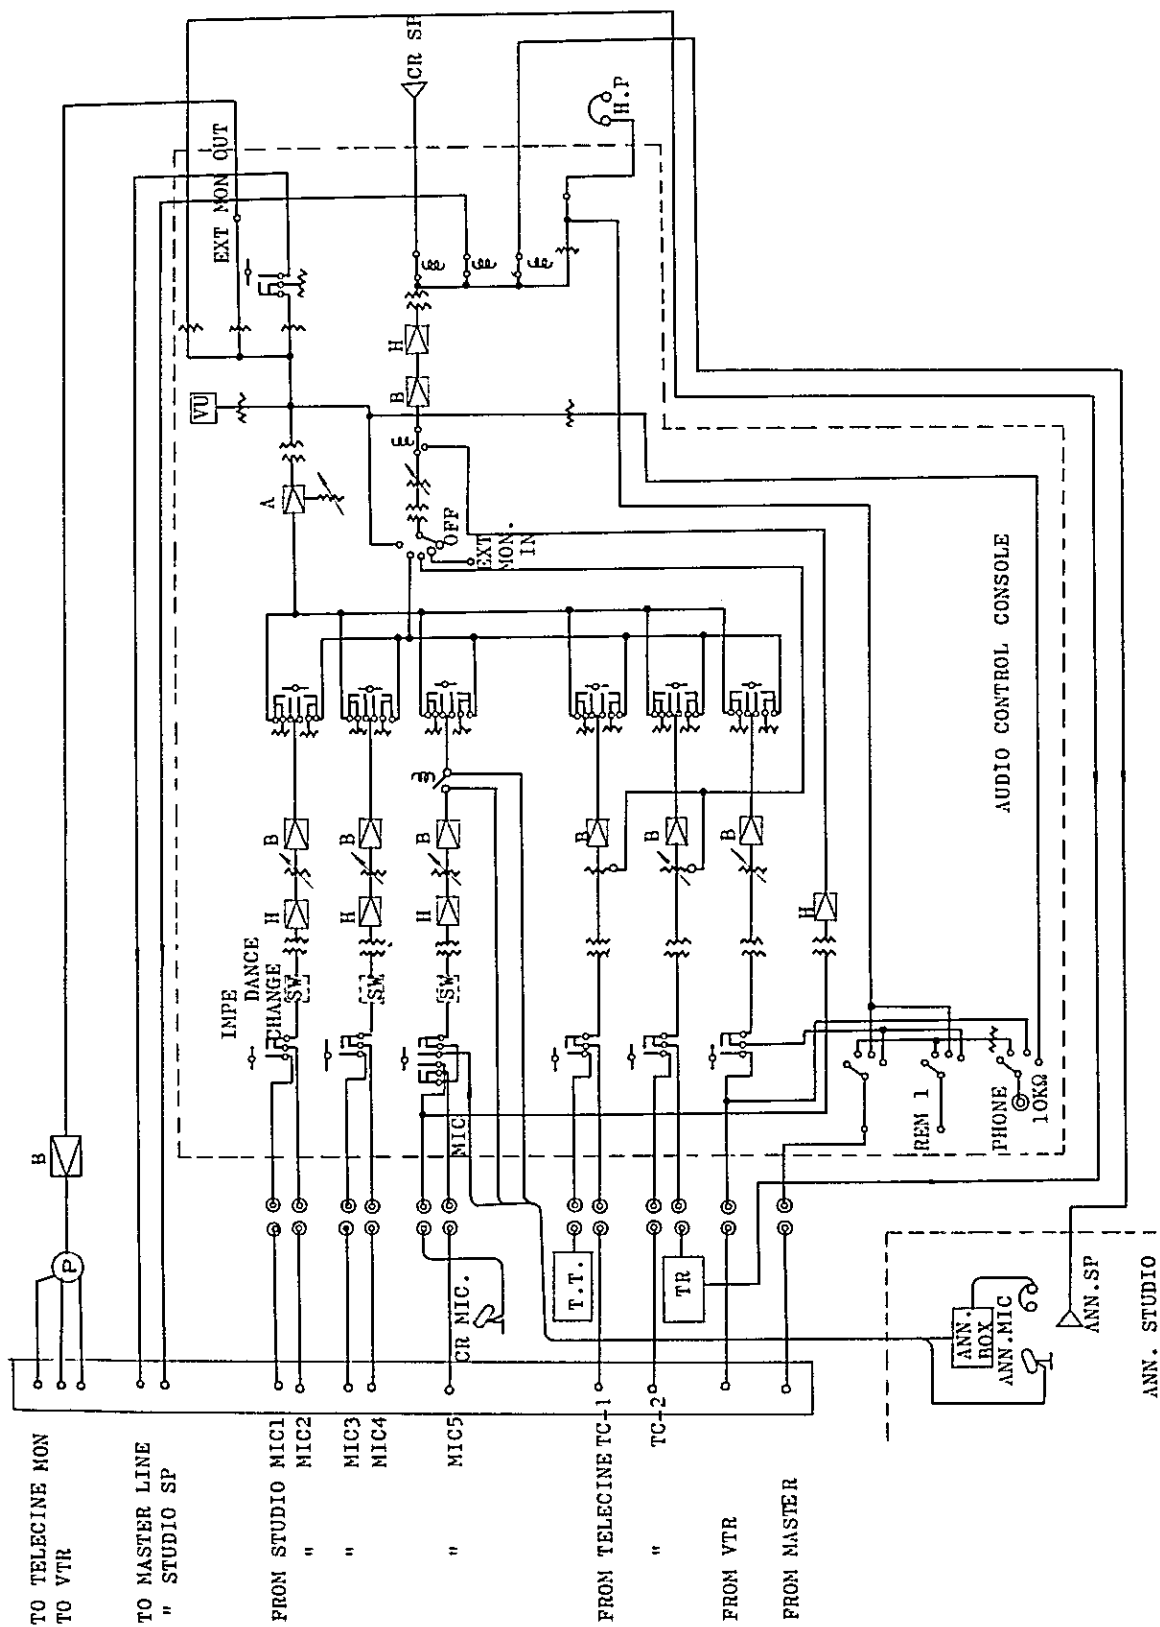 TO TELECINE MON
TO VTR
TO MASTER LINE
" STUDIO SP
FROM STUDIO MIC1
" MIC2
" MIC3
MIC4
" MIC5
FROM TELECINE TC-1
" TC-2
FROM VTR
FROM MASTER
P
B
CR MIC.
T.T.
TR
ANN.
BOX
ANN.MIC
ANN.SP
ANN. STUDIO
MIC
IMPE
DANCE
CHANGE
SW
SW
SW
H
H
H
B
B
B
B
B
B
H
REM 1
PHONE
10KΩ
AUDIO CONTROL CONSOLE
A
VU
OFF
EXT
MON.
IN
B
H
EXT MON OUT
CR SP
H.P